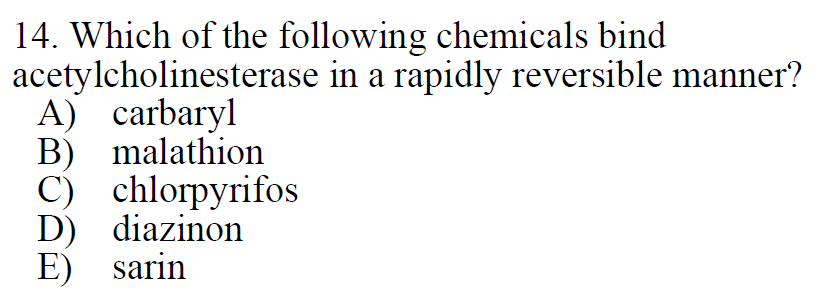 14. Which of the following chemicals bind
acetylcholinesterase in a rapidly reversible manner?
A) carbaryl
B) malathion
C) chlorpyrifos
D) diazinon
E) sarin